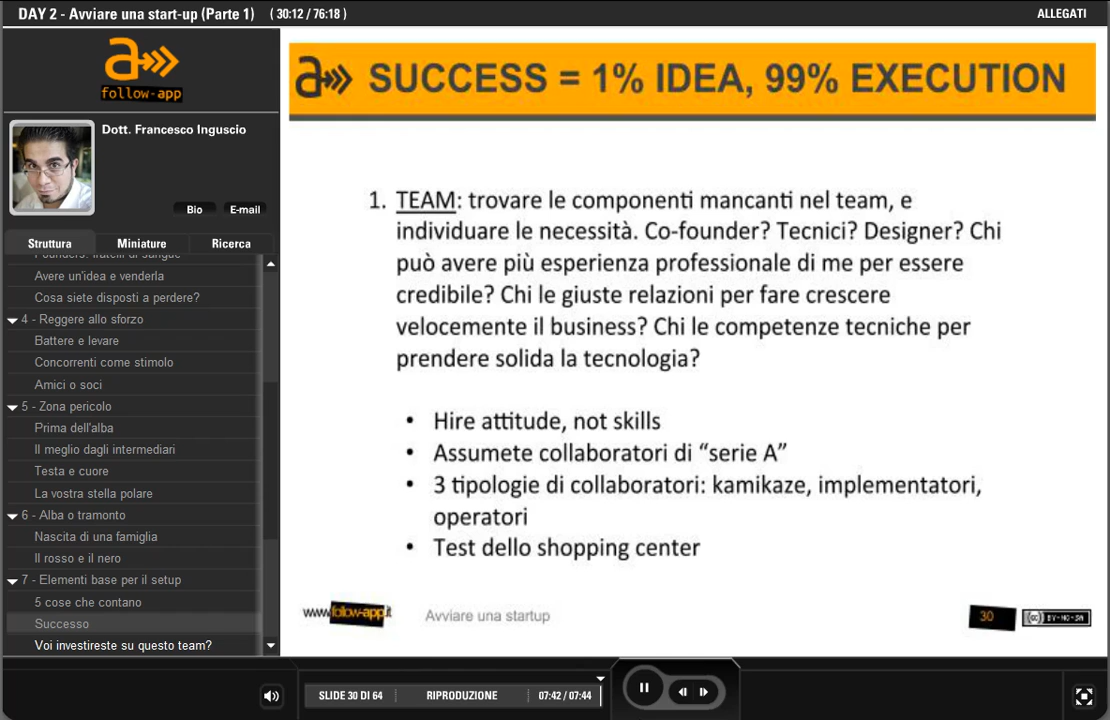 DAY 2 - Avviare una start-up (Parte 1) ( 30:12 / 76:18 )
ALLEGATI
a
follow-app
Dott. Francesco Inguscio
Bio
E-mail
Struttura
Miniature
Ricerca
Founders: fratelli di sangue
Avere un'idea e venderla
Cosa siete disposti a perdere?
4 - Reggere allo sforzo
Battere e levare
Concorrenti come stimolo
Amici o soci
5 - Zona pericolo
Prima dell'alba
Il meglio dagli intermediari
Testa e cuore
La vostra stella polare
6 - Alba o tramonto
Nascita di una famiglia
Il rosso e il nero
7 - Elementi base per il setup
5 cose che contano
Successo
Voi investireste su questo team?
a SUCCESS = 1% IDEA, 99% EXECUTION
1. TEAM: trovare le componenti mancanti nel team, e
individuare le necessità. Co-founder? Tecnici? Designer? Chi
può avere più esperienza professionale di me per essere
credibile? Chi le giuste relazioni per fare crescere
velocemente il business? Chi le competenze tecniche per
prendere solida la tecnologia?
• Hire attitude, not skills
• Assumete collaboratori di “serie A”
• 3 tipologie di collaboratori: kamikaze, implementatori,
operatori
• Test dello shopping center
www.follow-app.it
Avviare una startup
30
(cc) BY-NC-SA
SLIDE 30 DI 64
RIPRODUZIONE
07:42 / 07:44